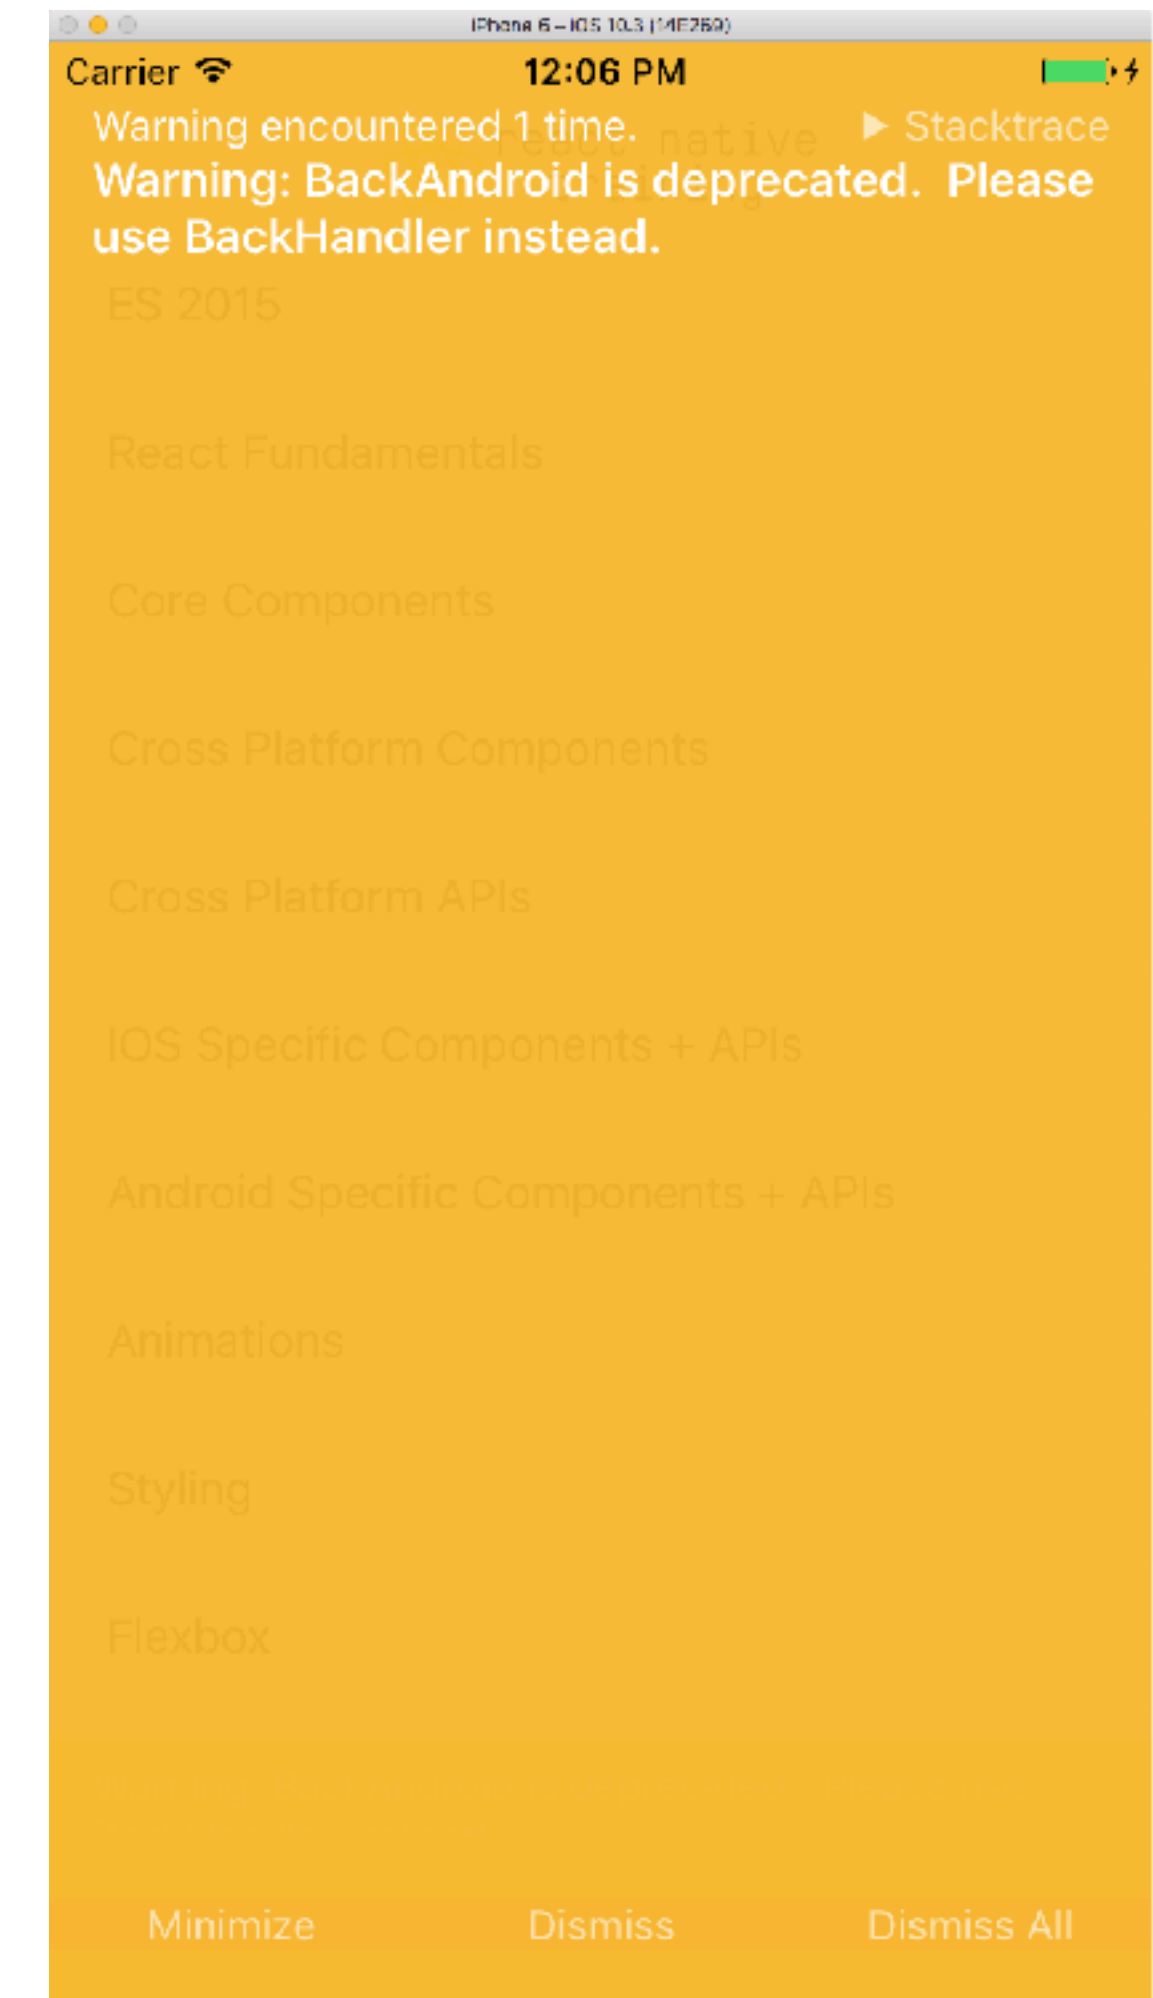 iPhone 6 – iOS 10.3 (14E269)
Carrier 12:06 PM
Warning encountered 1 time. ▶ Stacktrace
react native
Warning: BackAndroid is deprecated. Please
use BackHandler instead.
ES 2015
React Fundamentals
Core Components
Cross Platform Components
Cross Platform APIs
IOS Specific Components + APIs
Android Specific Components + APIs
Animations
Styling
Flexbox
Minimize Dismiss Dismiss All